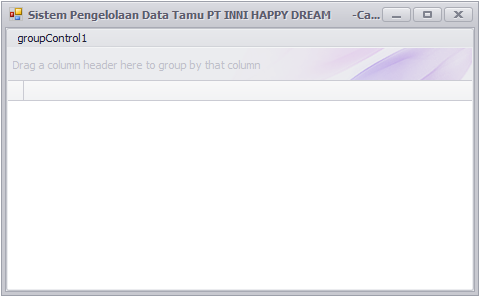 Sistem Pengelolaan Data Tamu PT INNI HAPPY DREAM -Ca...
groupControl1
Drag a column header here to group by that column